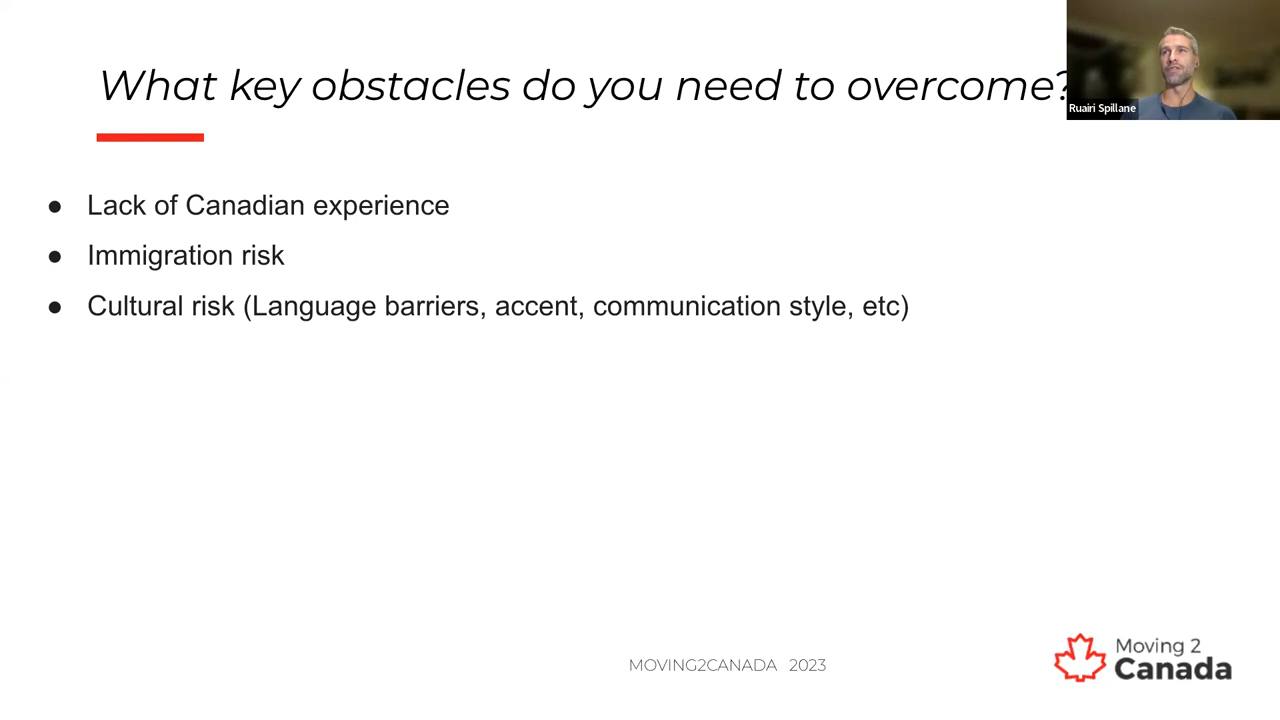 What key obstacles do you need to overcome?
Ruairi Spillane
● Lack of Canadian experience
● Immigration risk
● Cultural risk (Language barriers, accent, communication style, etc)
MOVING2CANADA 2023
Moving 2
Canada